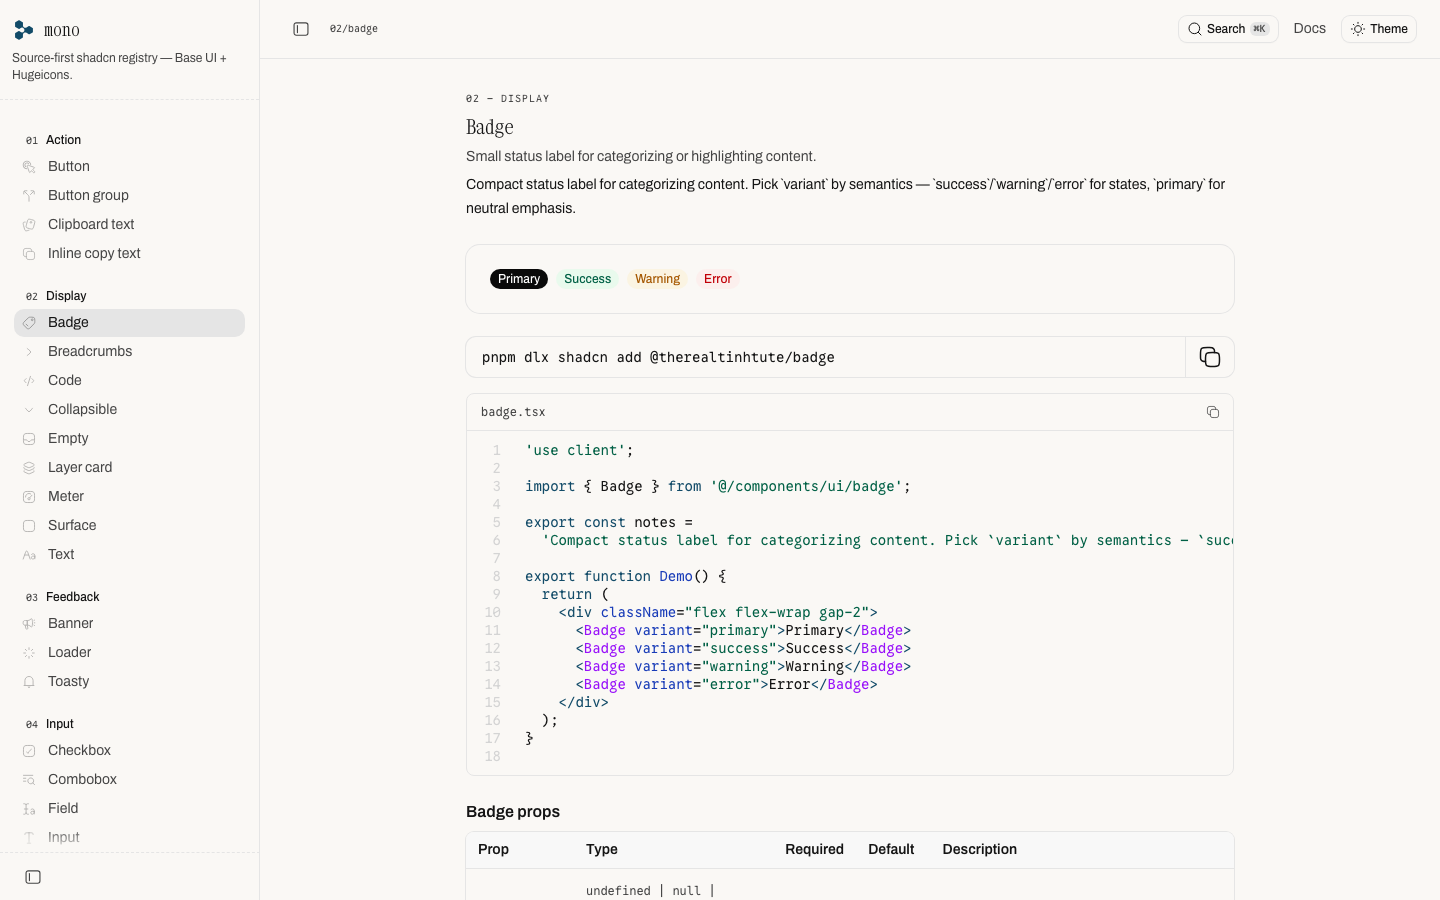 mono
Source-first shadcn registry — Base UI +
Hugeicons.
01 Action
Button
Button group
Clipboard text
Inline copy text
02 Display
Badge
Breadcrumbs
Code
Collapsible
Empty
Layer card
Meter
Surface
Text
03 Feedback
Banner
Loader
Toasty
04 Input
Checkbox
Combobox
Field
Input
02/badge
Search ⌘K
Docs
Theme
02 — DISPLAY
Badge
Small status label for categorizing or highlighting content.
Compact status label for categorizing content. Pick `variant` by semantics — `success`/`warning`/`error` for states, `primary` for
neutral emphasis.
Primary Success Warning Error
pnpm dlx shadcn add @therealtinhtute/badge
badge.tsx
1 'use client';
2
3 import { Badge } from '@/components/ui/badge';
4
5 export const notes =
6 'Compact status label for categorizing content. Pick `variant` by semantics — `succ
7
8 export function Demo() {
9 return (
10 <div className="flex flex-wrap gap-2">
11 <Badge variant="primary">Primary</Badge>
12 <Badge variant="success">Success</Badge>
13 <Badge variant="warning">Warning</Badge>
14 <Badge variant="error">Error</Badge>
15 </div>
16 );
17 }
18
Badge props
Prop Type Required Default Description
undefined | null |